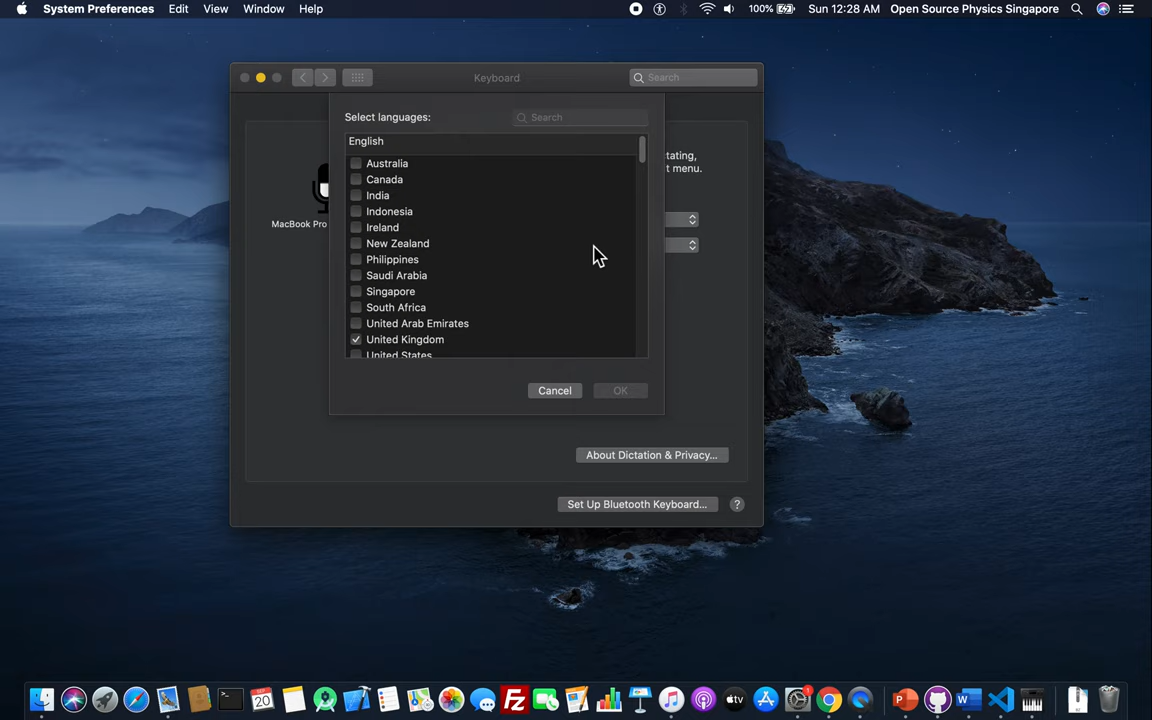 System Preferences Edit View Window Help 100% Sun 12:28 AM Open Source Physics Singapore
Keyboard Search
Select languages: Search
English
Australia
Canada
India
Indonesia
Ireland
New Zealand
Philippines
Saudi Arabia
Singapore
South Africa
United Arab Emirates
United Kingdom
United States
tating,
t menu.
MacBook Pro
Cancel OK
About Dictation & Privacy...
Set Up Bluetooth Keyboard... ?